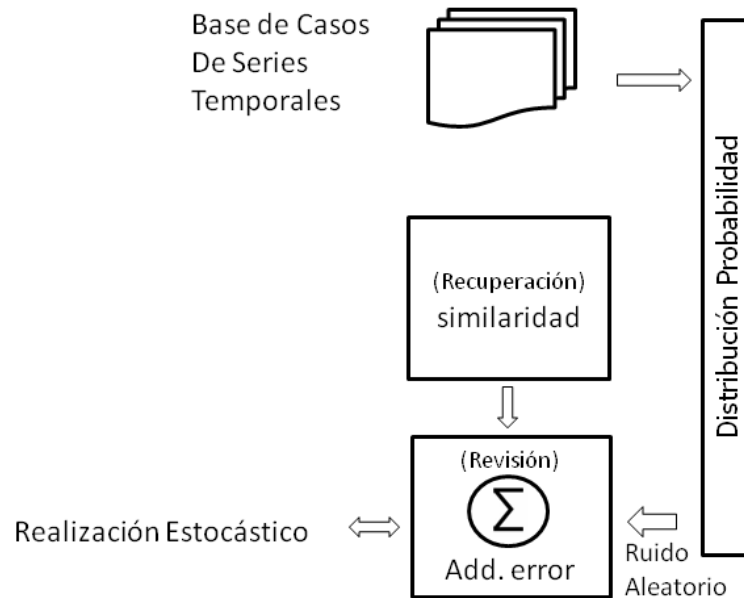 Base de Casos
De Series
Temporales
Distribución Probabilidad
(Recuperación)
similaridad
(Revisión)
Σ
Add. error
Realización Estocástico
Ruido
Aleatorio